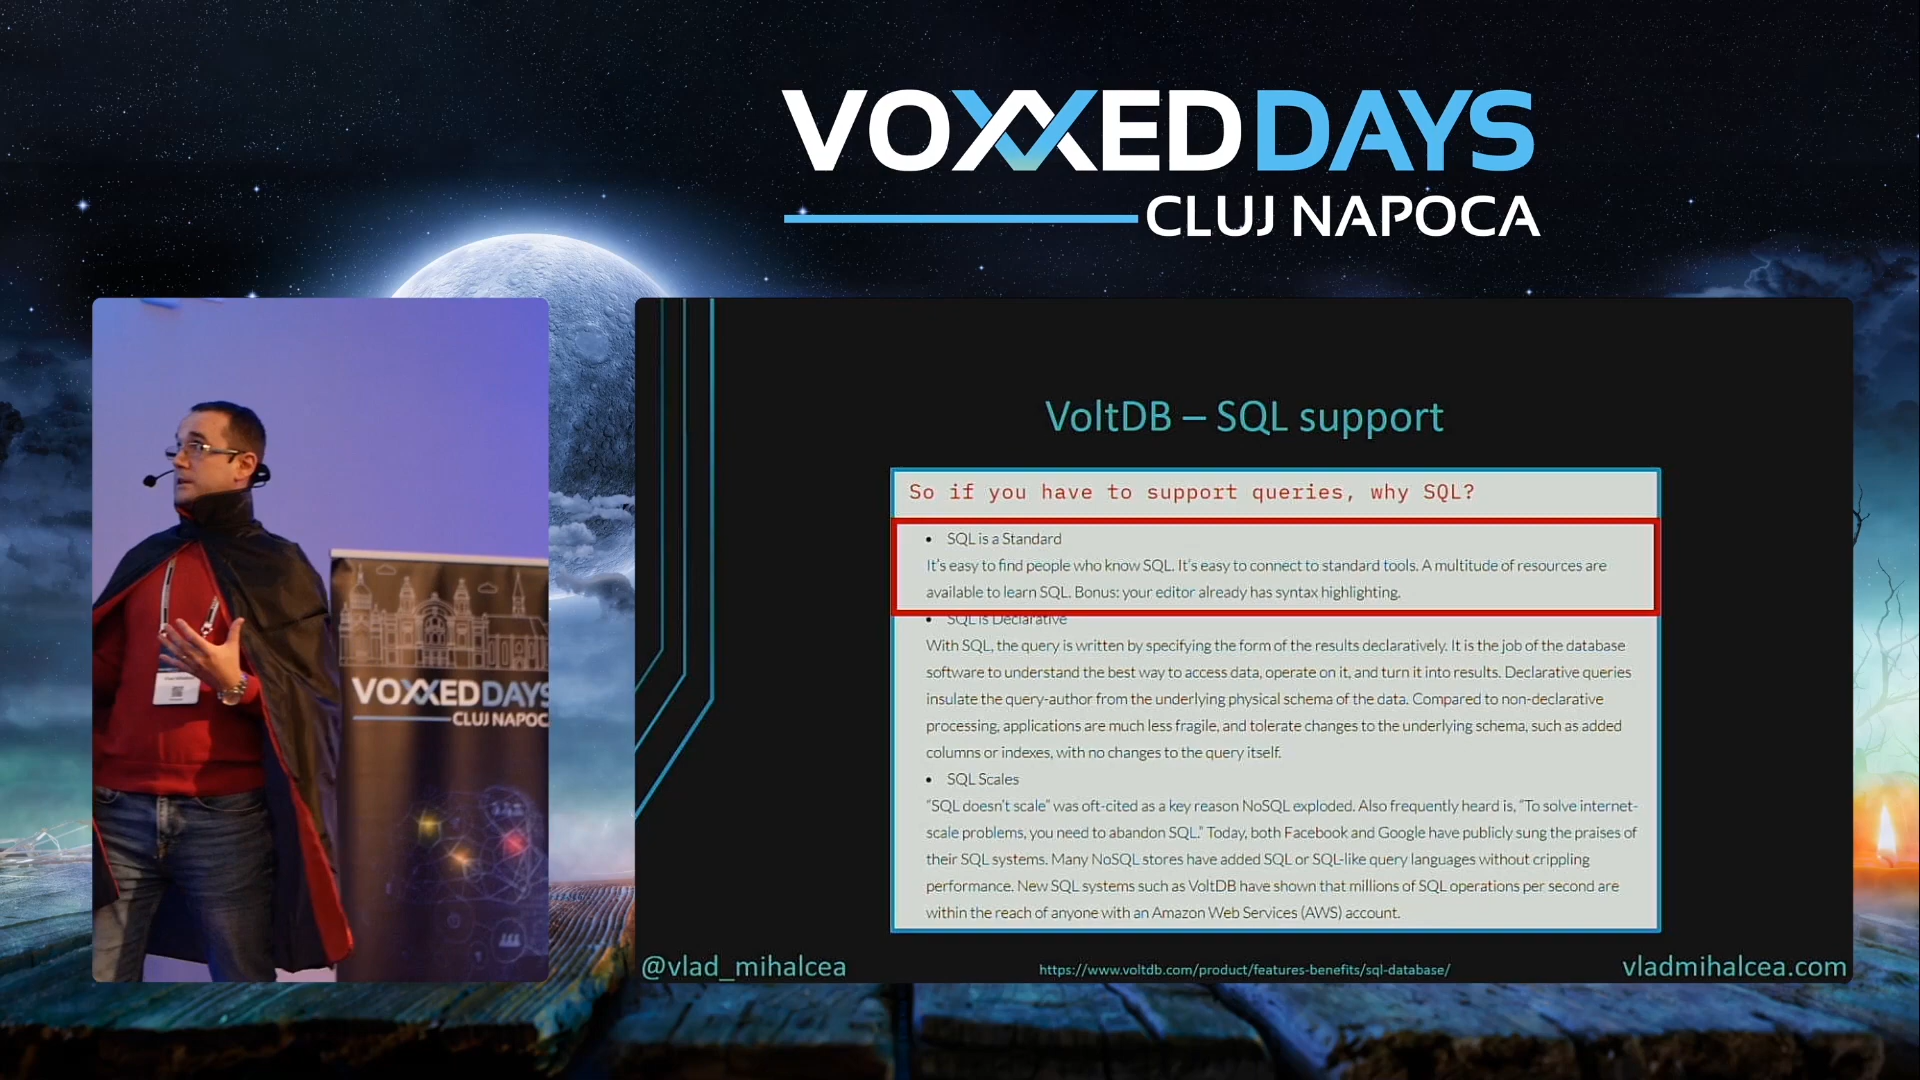 VOXXED DAYS
CLUJ NAPOCA
VOXXED DAYS
CLUJ NAPOC
VoltDB – SQL support
So if you have to support queries, why SQL?
• SQL is a Standard
It's easy to find people who know SQL. It's easy to connect to standard tools. A multitude of resources are
available to learn SQL. Bonus: your editor already has syntax highlighting.
• SQL is Declarative
With SQL, the query is written by specifying the form of the results declaratively. It is the job of the database
software to understand the best way to access data, operate on it, and turn it into results. Declarative queries
insulate the query-author from the underlying physical schema of the data. Compared to non-declarative
processing, applications are much less fragile, and tolerate changes to the underlying schema, such as added
columns or indexes, with no changes to the query itself.
• SQL Scales
“SQL doesn't scale” was oft-cited as a key reason NoSQL exploded. Also frequently heard is, “To solve internet-
scale problems, you need to abandon SQL.” Today, both Facebook and Google have publicly sung the praises of
their SQL systems. Many NoSQL stores have added SQL or SQL-like query languages without crippling
performance. New SQL systems such as VoltDB have shown that millions of SQL operations per second are
within the reach of anyone with an Amazon Web Services (AWS) account.
@vlad_mihalcea
https://www.voltdb.com/product/features-benefits/sql-database/
vladmihalcea.com